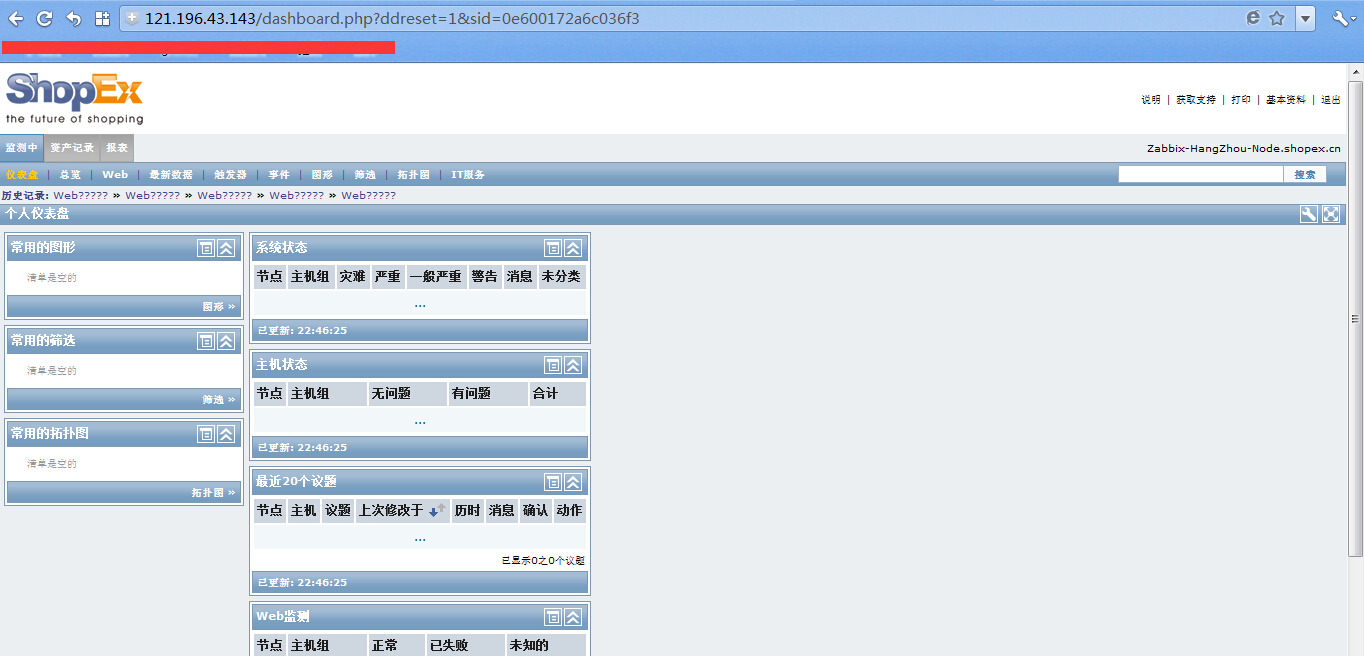 121.196.43.143/dashboard.php?ddreset=1&sid=0e600172a6c036f3
ShopEx
the future of shopping
说明 | 获取支持 | 打印 | 基本资料 | 退出
监测中 资产记录 报表
Zabbix-HangZhou-Node.shopex.cn
仪表盘 | 总览 | Web | 最新数据 | 触发器 | 事件 | 图形 | 筛选 | 拓扑图 | IT服务
搜索
历史记录: Web????? » Web????? » Web????? » Web????? » Web?????
个人仪表盘
常用的图形
清单是空的
图形 »
常用的筛选
清单是空的
筛选 »
常用的拓扑图
清单是空的
拓扑图 »
系统状态
节点 主机组 灾难 严重 一般严重 警告 消息 未分类
...
已更新: 22:46:25
主机状态
节点 主机组 无问题 有问题 合计
...
已更新: 22:46:25
最近20个议题
节点 主机 议题 上次修改于 历时 消息 确认 动作
...
已显示0之0个议题
已更新: 22:46:25
Web监测
节点 主机组 正常 已失败 未知的